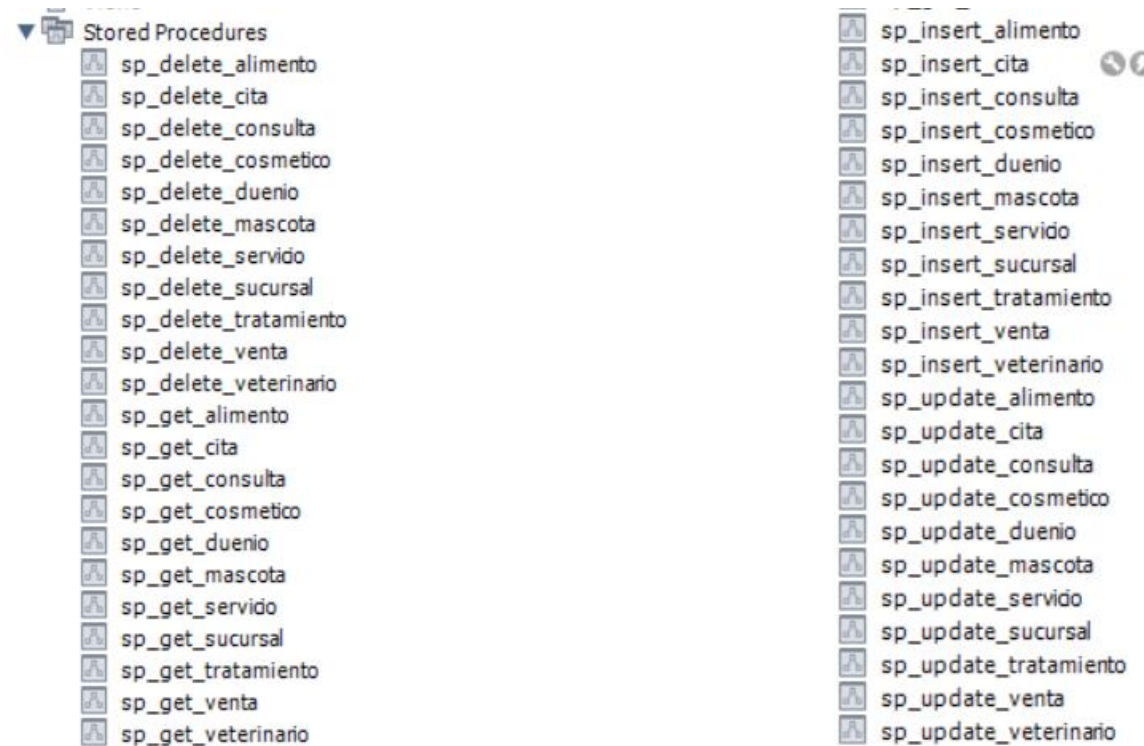 Stored Procedures
sp_delete_alimento
sp_delete_cita
sp_delete_consulta
sp_delete_cosmetico
sp_delete_duenio
sp_delete_mascota
sp_delete_servicio
sp_delete_sucursal
sp_delete_tratamiento
sp_delete_venta
sp_delete_veterinario
sp_get_alimento
sp_get_cita
sp_get_consulta
sp_get_cosmetico
sp_get_duenio
sp_get_mascota
sp_get_servicio
sp_get_sucursal
sp_get_tratamiento
sp_get_venta
sp_get_veterinario
sp_insert_alimento
sp_insert_cita
sp_insert_consulta
sp_insert_cosmetico
sp_insert_duenio
sp_insert_mascota
sp_insert_servicio
sp_insert_sucursal
sp_insert_tratamiento
sp_insert_venta
sp_insert_veterinario
sp_update_alimento
sp_update_cita
sp_update_consulta
sp_update_cosmetico
sp_update_duenio
sp_update_mascota
sp_update_servicio
sp_update_sucursal
sp_update_tratamiento
sp_update_venta
sp_update_veterinario